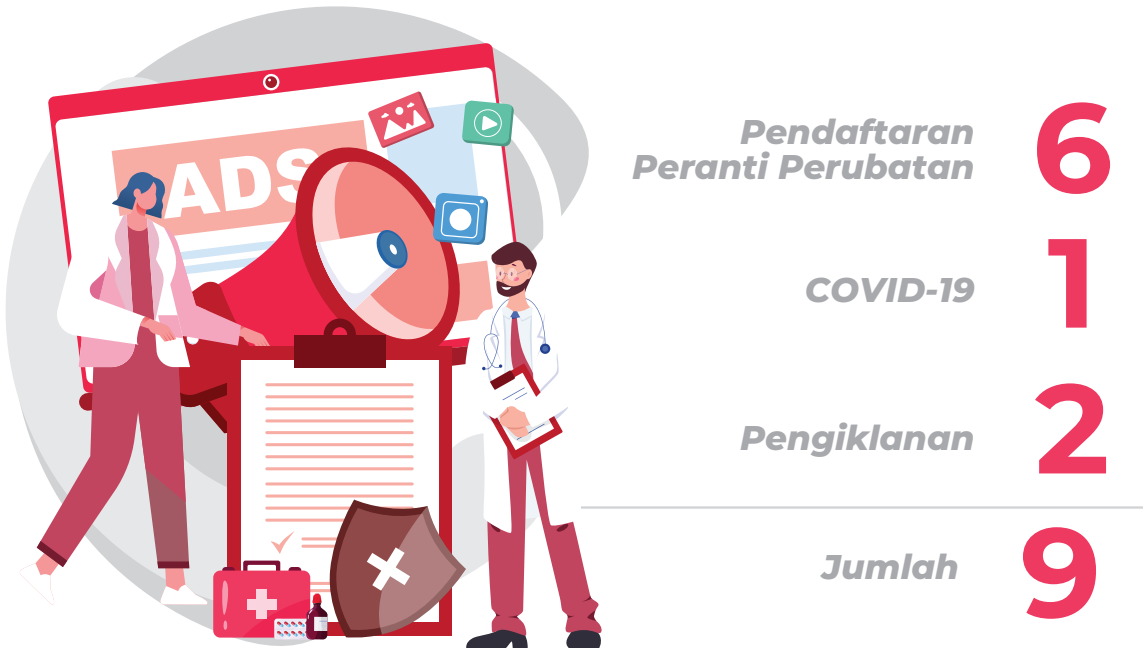 ADS
Pendaftaran
Peranti Perubatan
6
COVID-19
1
Pengiklanan
2
Jumlah
9